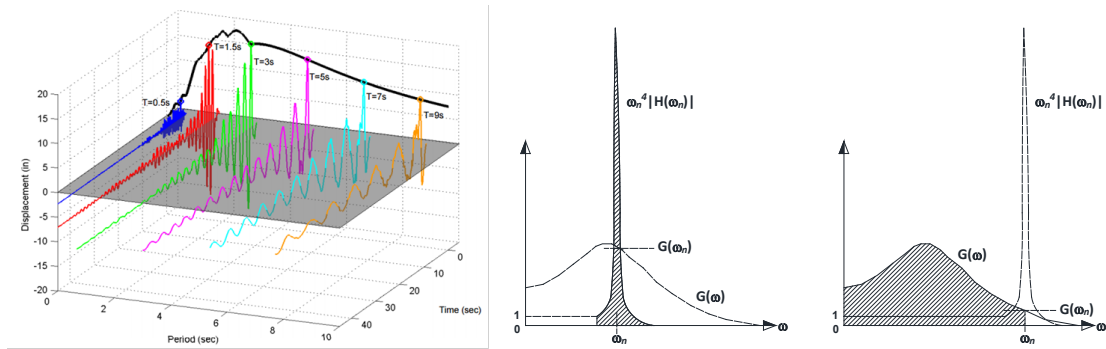 T=0.5s
T=1.5s
T=3s
T=5s
T=7s
T=9s
20
15
10
5
0
-5
-10
-15
-20
Displacement (in)
0
2
4
6
8
10
Period (sec)
0
10
20
30
40
Time (sec)
ωn⁴|H(ωn)|
G(ωn)
G(ω)
1
0
ωn
ω
ωn⁴|H(ωn)|
G(ω)
G(ωn)
1
0
ωn
ω